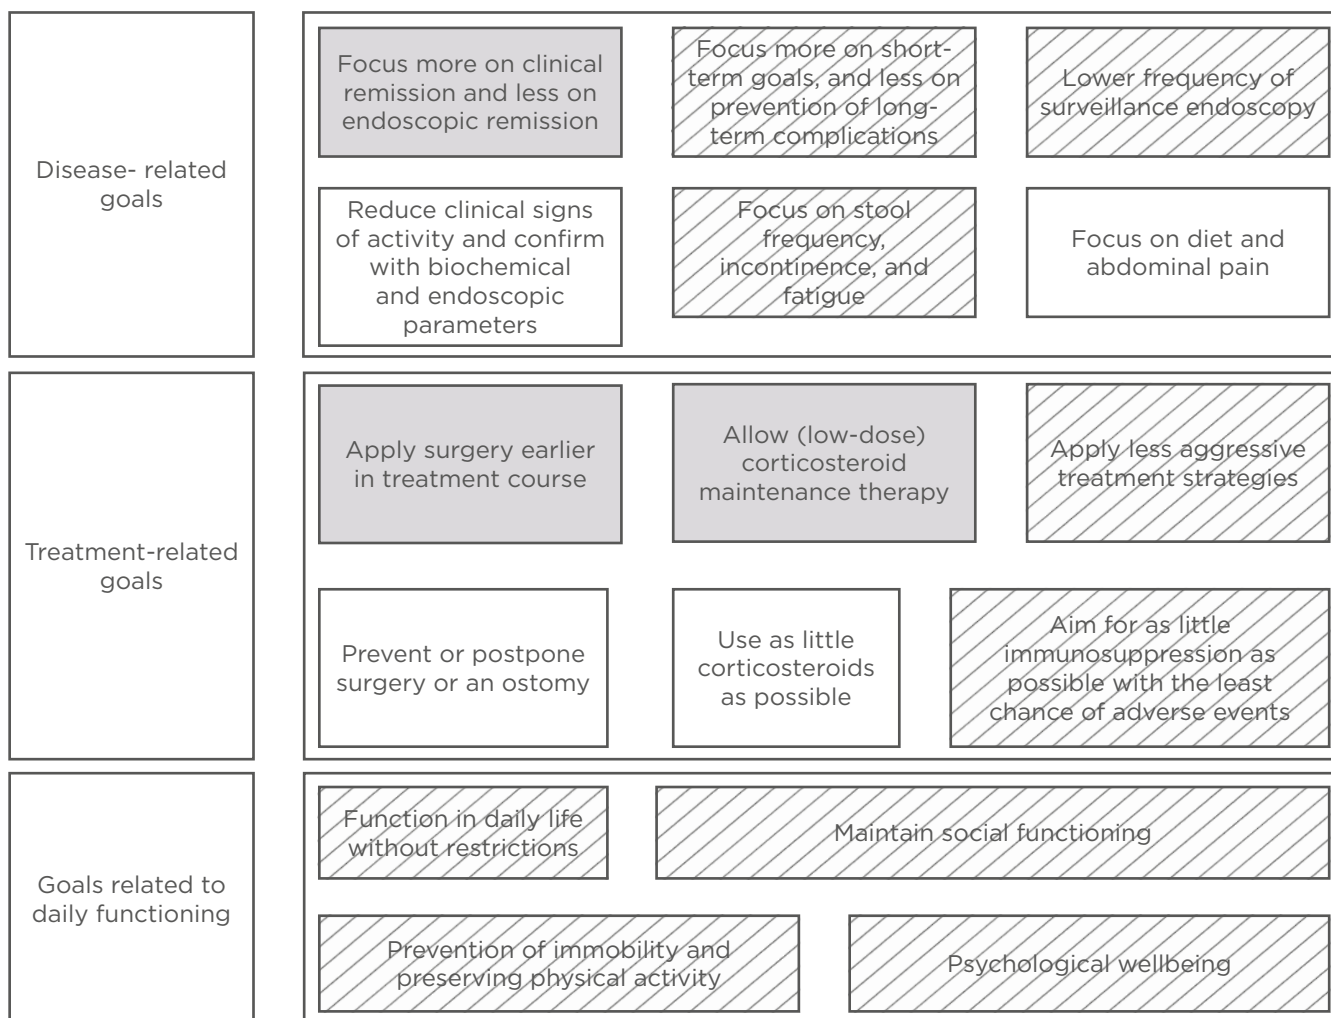 Disease- related
goals
Focus more on clinical
remission and less on
endoscopic remission
Focus more on short-
term goals, and less on
prevention of long-
term complications
Lower frequency of
surveillance endoscopy
Reduce clinical signs
of activity and confirm
with biochemical
and endoscopic
parameters
Focus on stool
frequency,
incontinence, and
fatigue
Focus on diet and
abdominal pain
Treatment-related
goals
Apply surgery earlier
in treatment course
Allow (low-dose)
corticosteroid
maintenance therapy
Apply less aggressive
treatment strategies
Prevent or postpone
surgery or an ostomy
Use as little
corticosteroids
as possible
Aim for as little
immunosuppression as
possible with the least
chance of adverse events
Goals related to
daily functioning
Function in daily life
without restrictions
Maintain social functioning
Prevention of immobility and
preserving physical activity
Psychological wellbeing